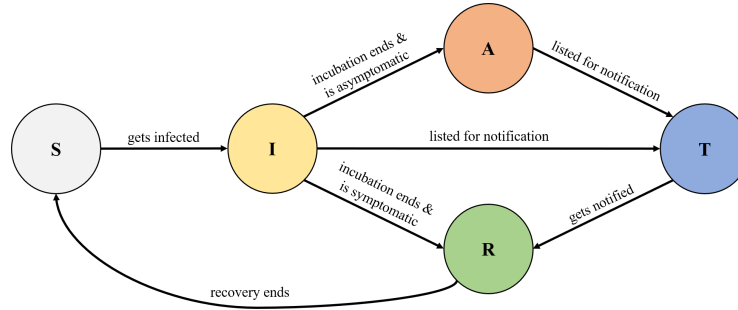 A
incubation ends &
is asymptomatic
listed for notification
S
gets infected
I
listed for notification
T
incubation ends &
is symptomatic
gets notified
R
recovery ends